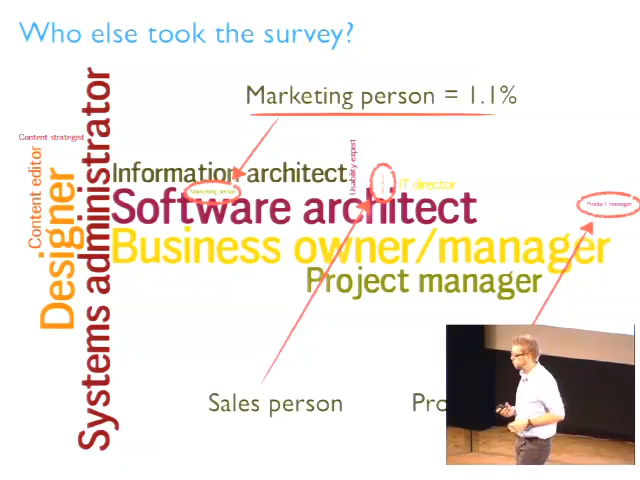 Who else took the survey?
Marketing person = 1.1%
Content strategist
Content editor
Designer
Systems administrator
Information architect
Marketing person
Usability expert
IT director
Software architect
Product manager
Business owner/manager
Project manager
Sales person
Pro